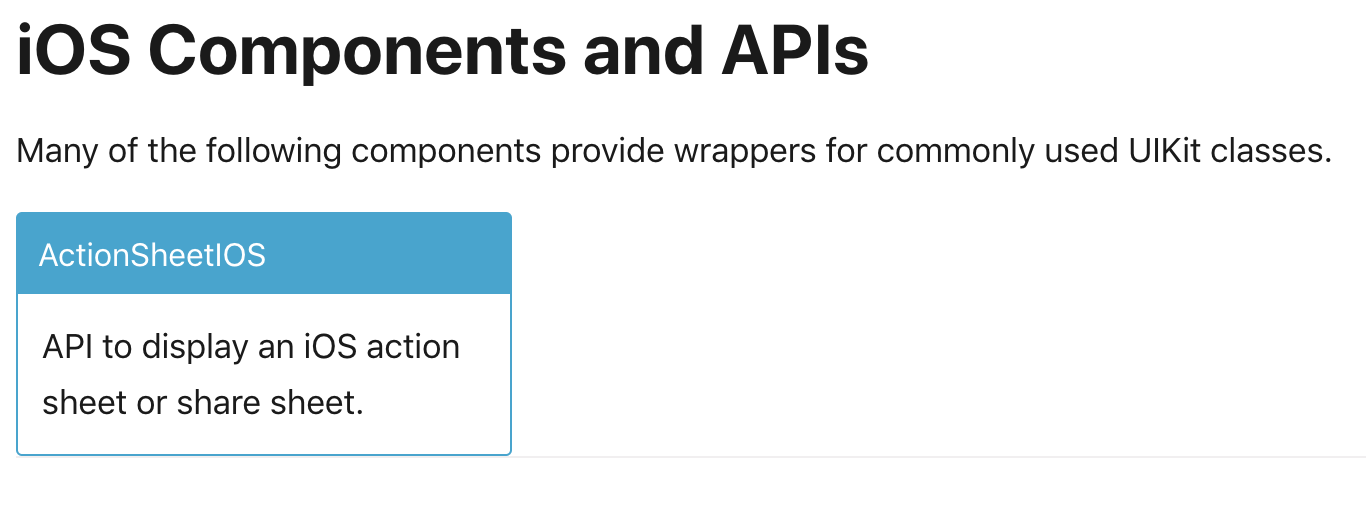 iOS Components and APIs
Many of the following components provide wrappers for commonly used UIKit classes.
ActionSheetIOS
API to display an iOS action
sheet or share sheet.